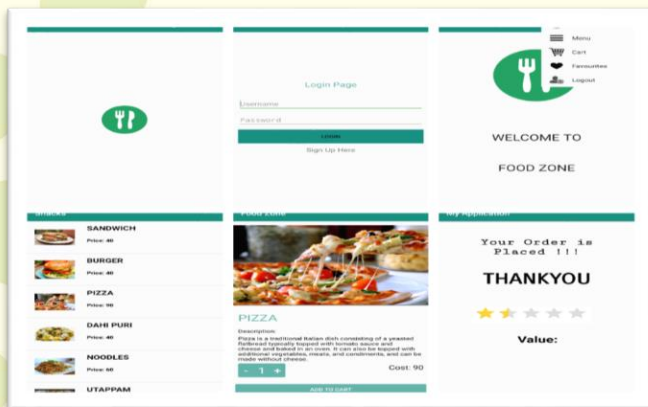 Login Page
Username
Password
LOGIN
Sign Up Here
Menu
Cart
Favourites
Logout
WELCOME TO
FOOD ZONE
Snacks
SANDWICH
Price: 40
BURGER
Price: 40
PIZZA
Price: 90
DAHI PURI
Price: 40
NOODLES
Price: 60
UTAPPAM
Food Zone
PIZZA
Description:
Pizza is a traditional Italian dish consisting of a yeasted
flatbread typically topped with tomato sauce and
cheese and baked in an oven. It can also be topped with
additional vegetables, meats, and condiments, and can be
made without cheese.
- 1 +
Cost: 90
ADD TO CART
My Application
Your Order is
Placed !!!
THANKYOU
Value: